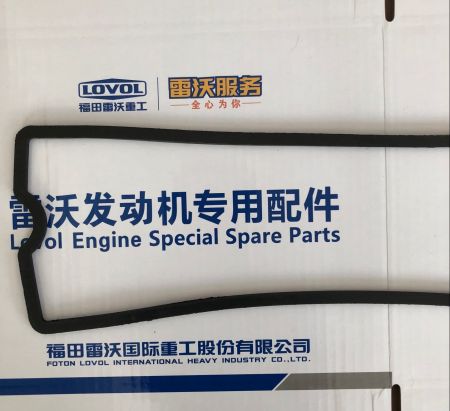 LOVOL
福田雷沃重工
雷沃服务
全心为你
雷沃发动机专用配件
Lovol Engine Special Spare Parts
福田雷沃国际重工股份有限公司
FOTON LOVOL INTERNATIONAL HEAVY INDUSTRY CO.,LTD.